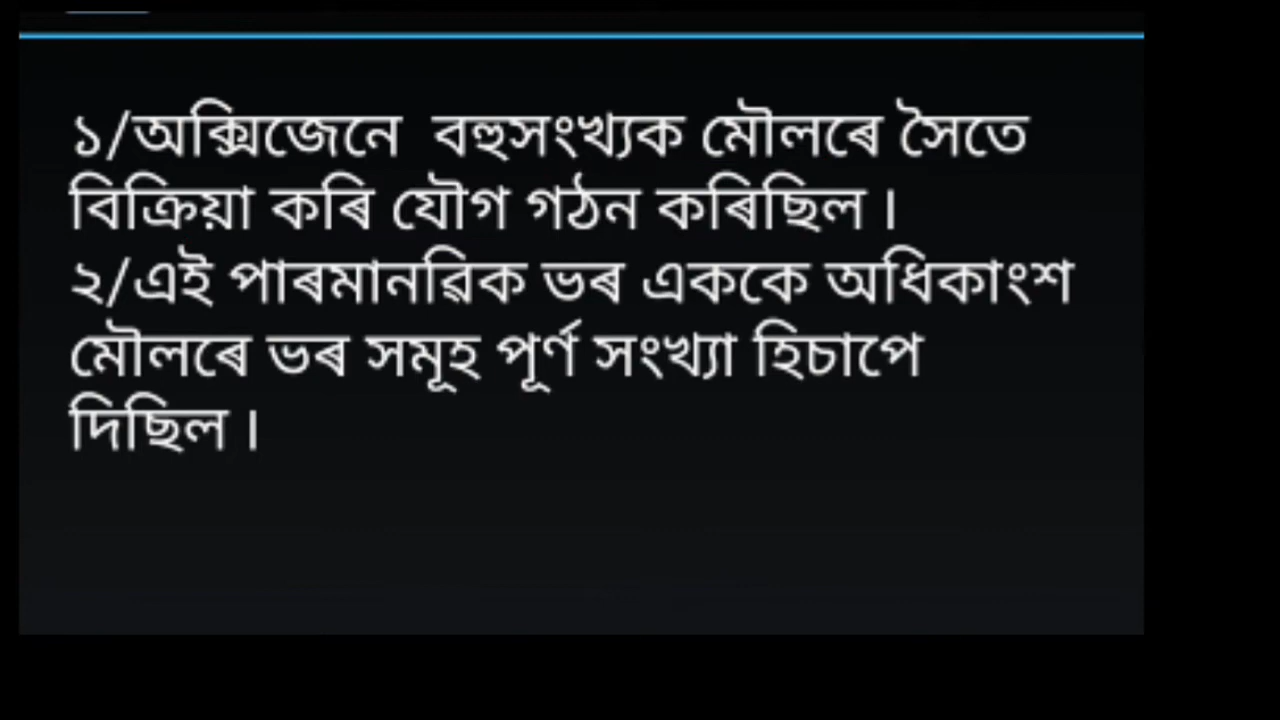 ১/অক্সিজেনে বহুসংখ্যক মৌলৰে সৈতে
বিক্ৰিয়া কৰি যৌগ গঠন কৰিছিল ।
২/এই পাৰমানৱিক ভৰ এককে অধিকাংশ
মৌলৰে ভৰ সমূহ পূৰ্ণ সংখ্যা হিচাপে
দিছিল ।